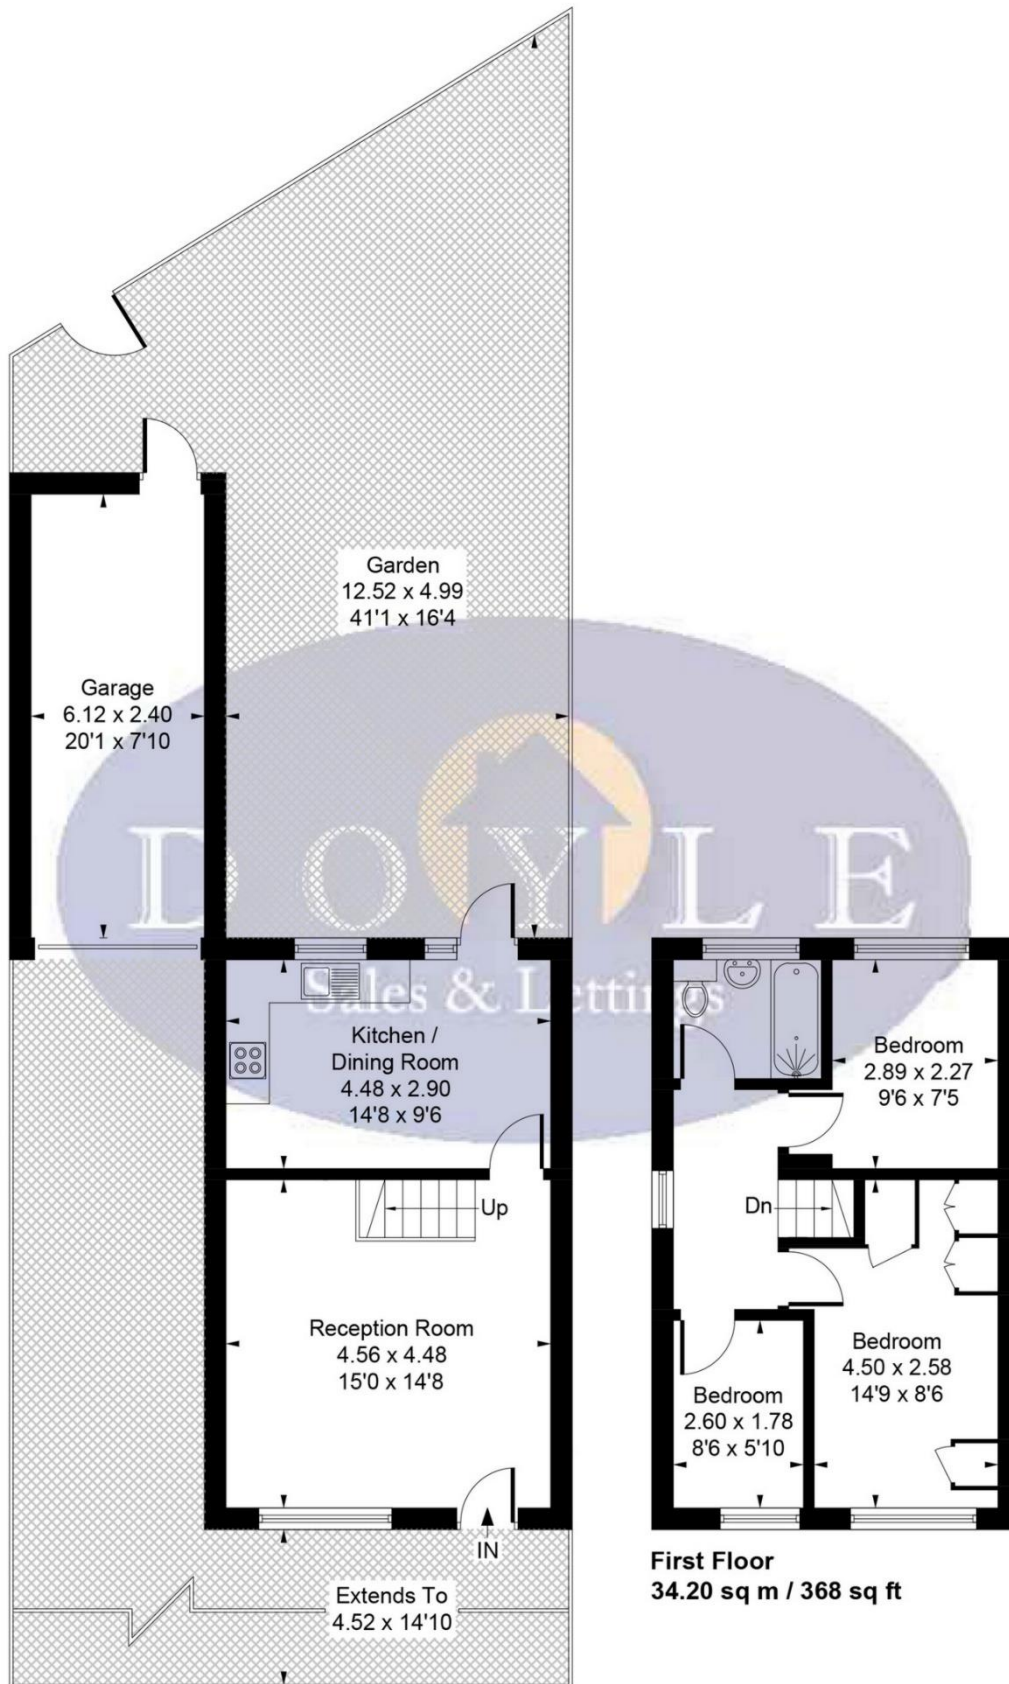 Garden
12.52 x 4.99
41'1 x 16'4
Garage
6.12 x 2.40
20'1 x 7'10
DOYLE
Sales & Lettings
Kitchen /
Dining Room
4.48 x 2.90
14'8 x 9'6
Bedroom
2.89 x 2.27
9'6 x 7'5
Up
Dn
Reception Room
4.56 x 4.48
15'0 x 14'8
Bedroom
4.50 x 2.58
14'9 x 8'6
Bedroom
2.60 x 1.78
8'6 x 5'10
IN
Extends To
4.52 x 14'10
First Floor
34.20 sq m / 368 sq ft